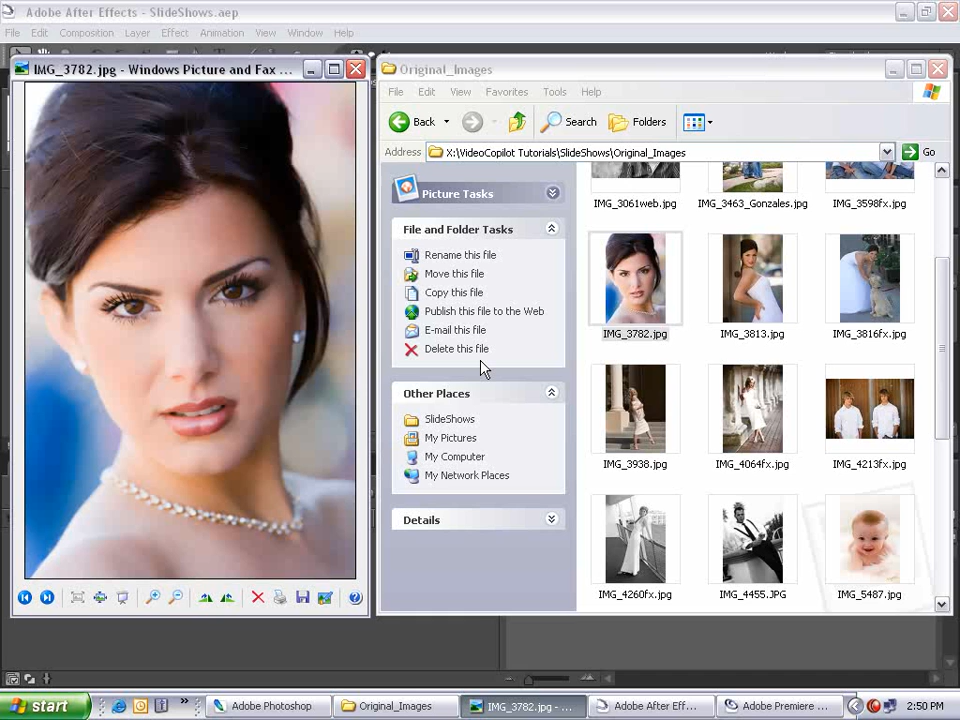 Adobe After Effects - SlideShows.aep
File Edit Composition Layer Effect Animation View Window Help
IMG_3782.jpg - Windows Picture and Fax ...
Original_Images
File Edit View Favorites Tools Help
Back Search Folders
Address X:\VideoCopilot Tutorials\SlideShows\Original_Images Go
Picture Tasks
File and Folder Tasks
Rename this file
Move this file
Copy this file
Publish this file to the Web
E-mail this file
Delete this file
Other Places
SlideShows
My Pictures
My Computer
My Network Places
Details
IMG_3061web.jpg IMG_3463_Gonzales.jpg IMG_3598fx.jpg
IMG_3782.jpg IMG_3813.jpg IMG_3816fx.jpg
IMG_3938.jpg IMG_4064fx.jpg IMG_4213fx.jpg
IMG_4260fx.jpg IMG_4455.JPG IMG_5487.jpg
start Adobe Photoshop Original_Images IMG_3782.jpg - ... Adobe After Eff... Adobe Premiere ... 2:50 PM